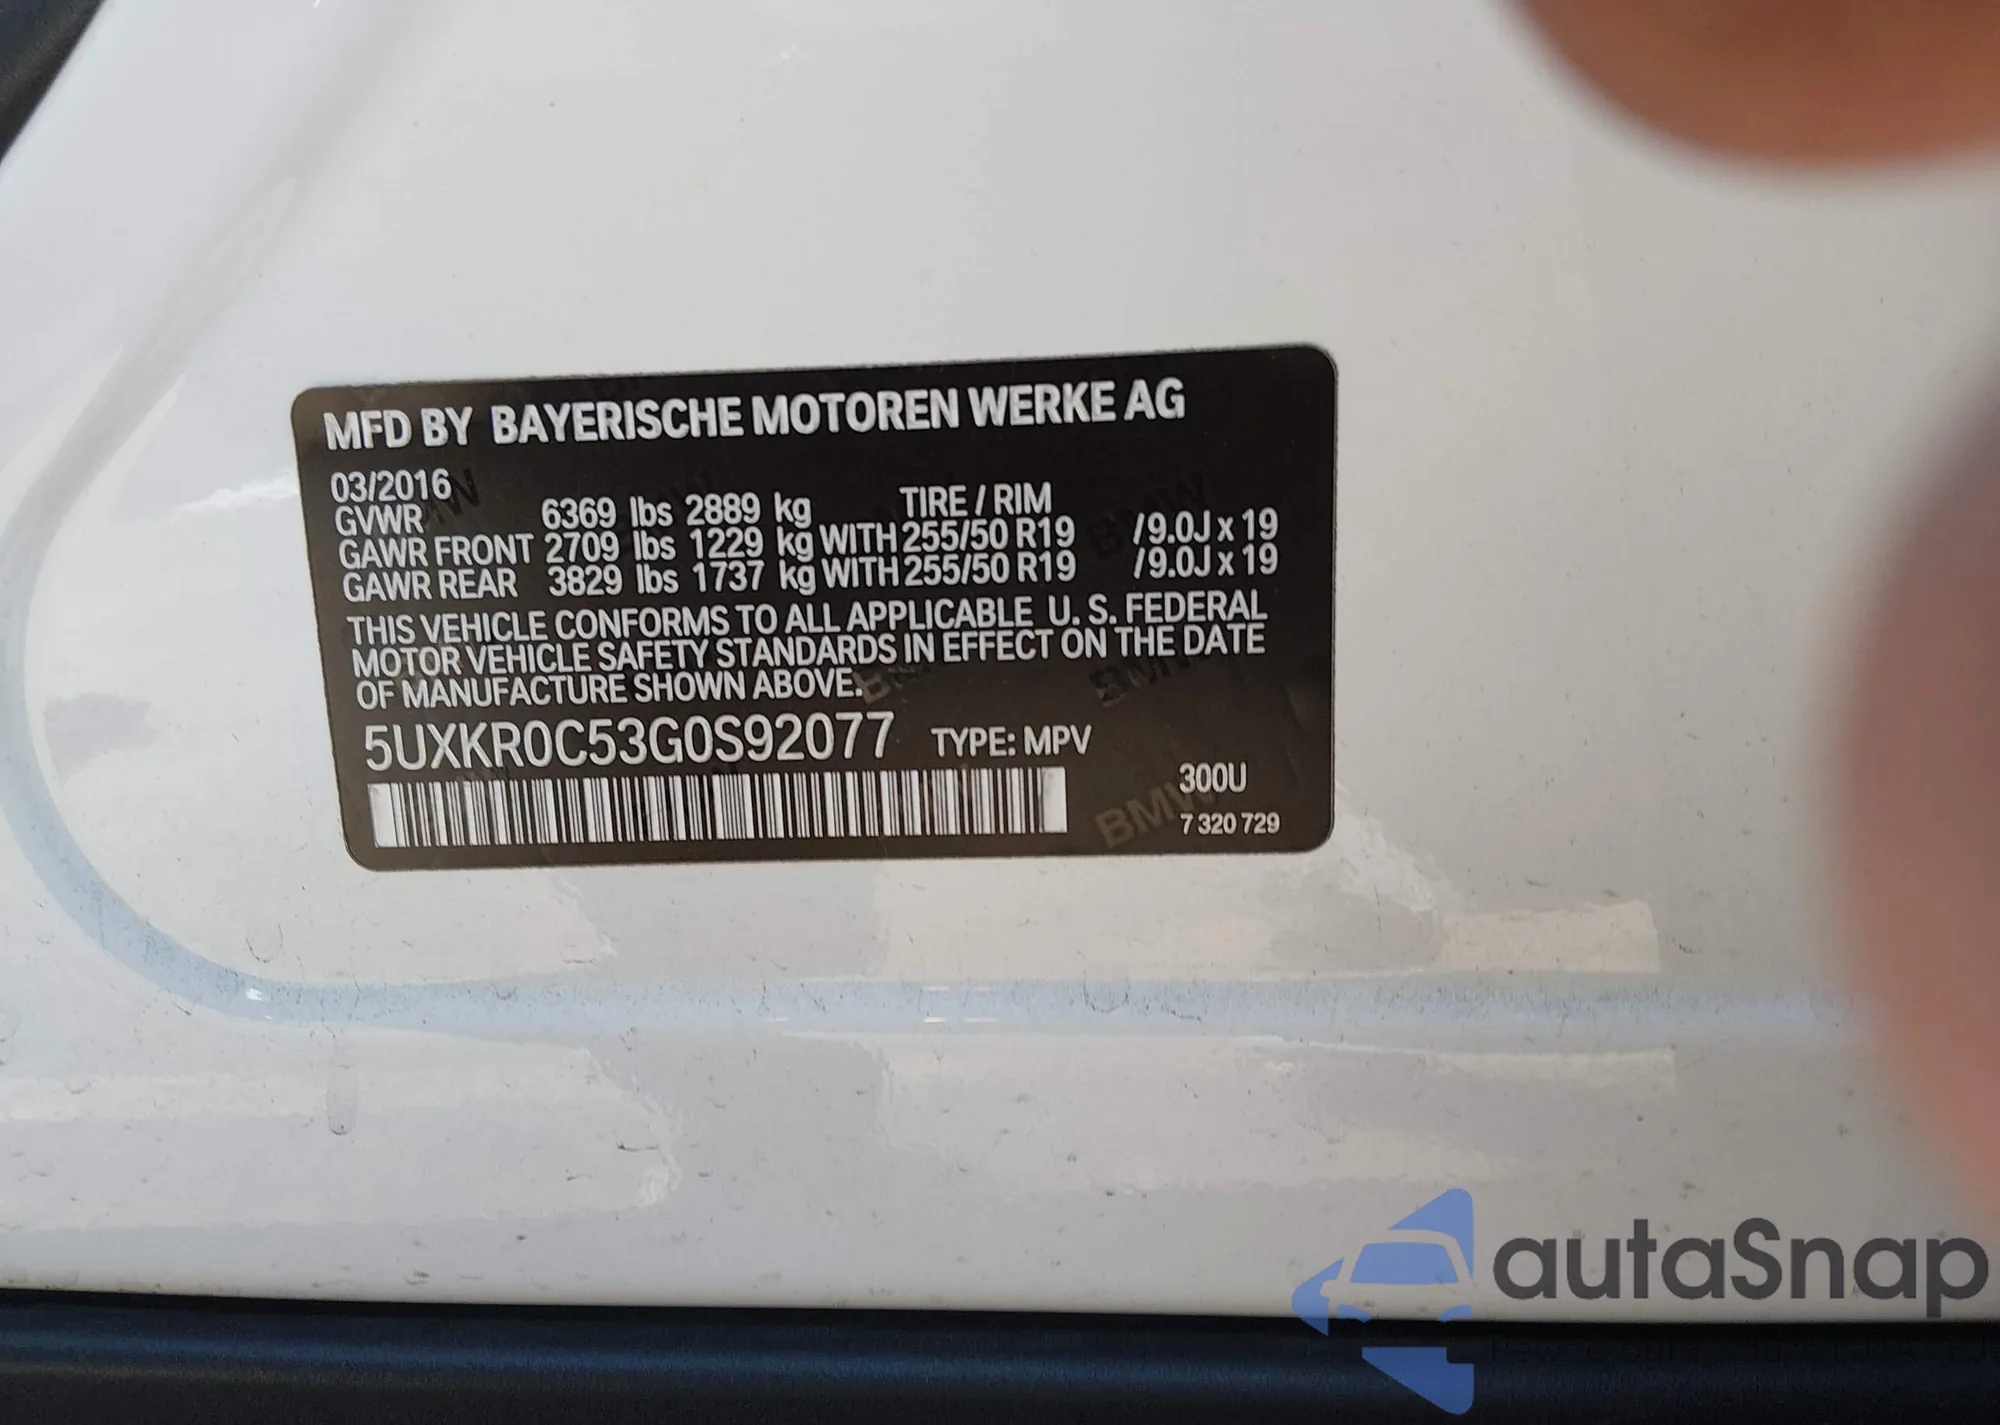 MFD BY BAYERISCHE MOTOREN WERKE AG
03/2016
GVWR 6369 lbs 2889 kg TIRE / RIM
GAWR FRONT 2709 lbs 1229 kg WITH 255/50 R19 /9.0J x 19
GAWR REAR 3829 lbs 1737 kg WITH 255/50 R19 /9.0J x 19
THIS VEHICLE CONFORMS TO ALL APPLICABLE U. S. FEDERAL
MOTOR VEHICLE SAFETY STANDARDS IN EFFECT ON THE DATE
OF MANUFACTURE SHOWN ABOVE.
5UXKR0C53G0S92077 TYPE: MPV
300U
7 320 729
BMW
BMW
autaSnap